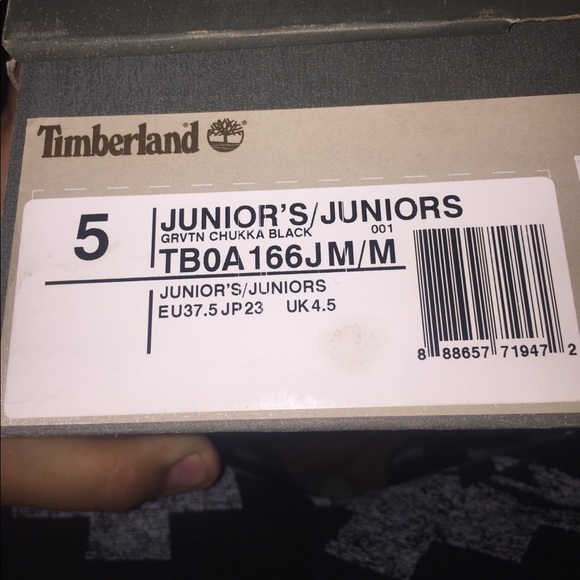 Timberland
5
JUNIOR'S/JUNIORS
GRVTN CHUKKA BLACK 001
TB0A166J M/M
JUNIOR'S/JUNIORS
EU37.5 JP23 UK4.5
8 88657 71947 2